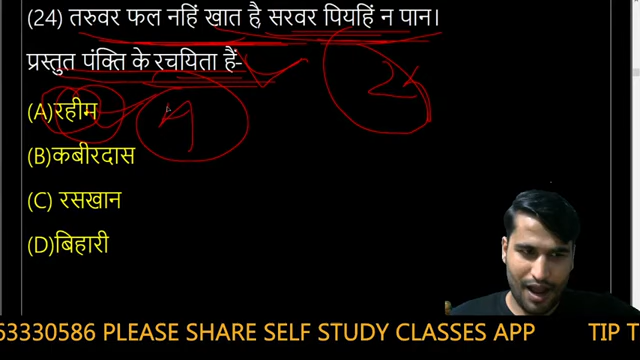 (24) तरुवर फल नहिं खात है सरवर पियहिं न पान।
प्रस्तुत पंक्ति के रचयिता हैं-
(A)रहीम
(B)कबीरदास
(C) रसखान
(D)बिहारी
63330586 PLEASE SHARE SELF STUDY CLASSES APP TIP T